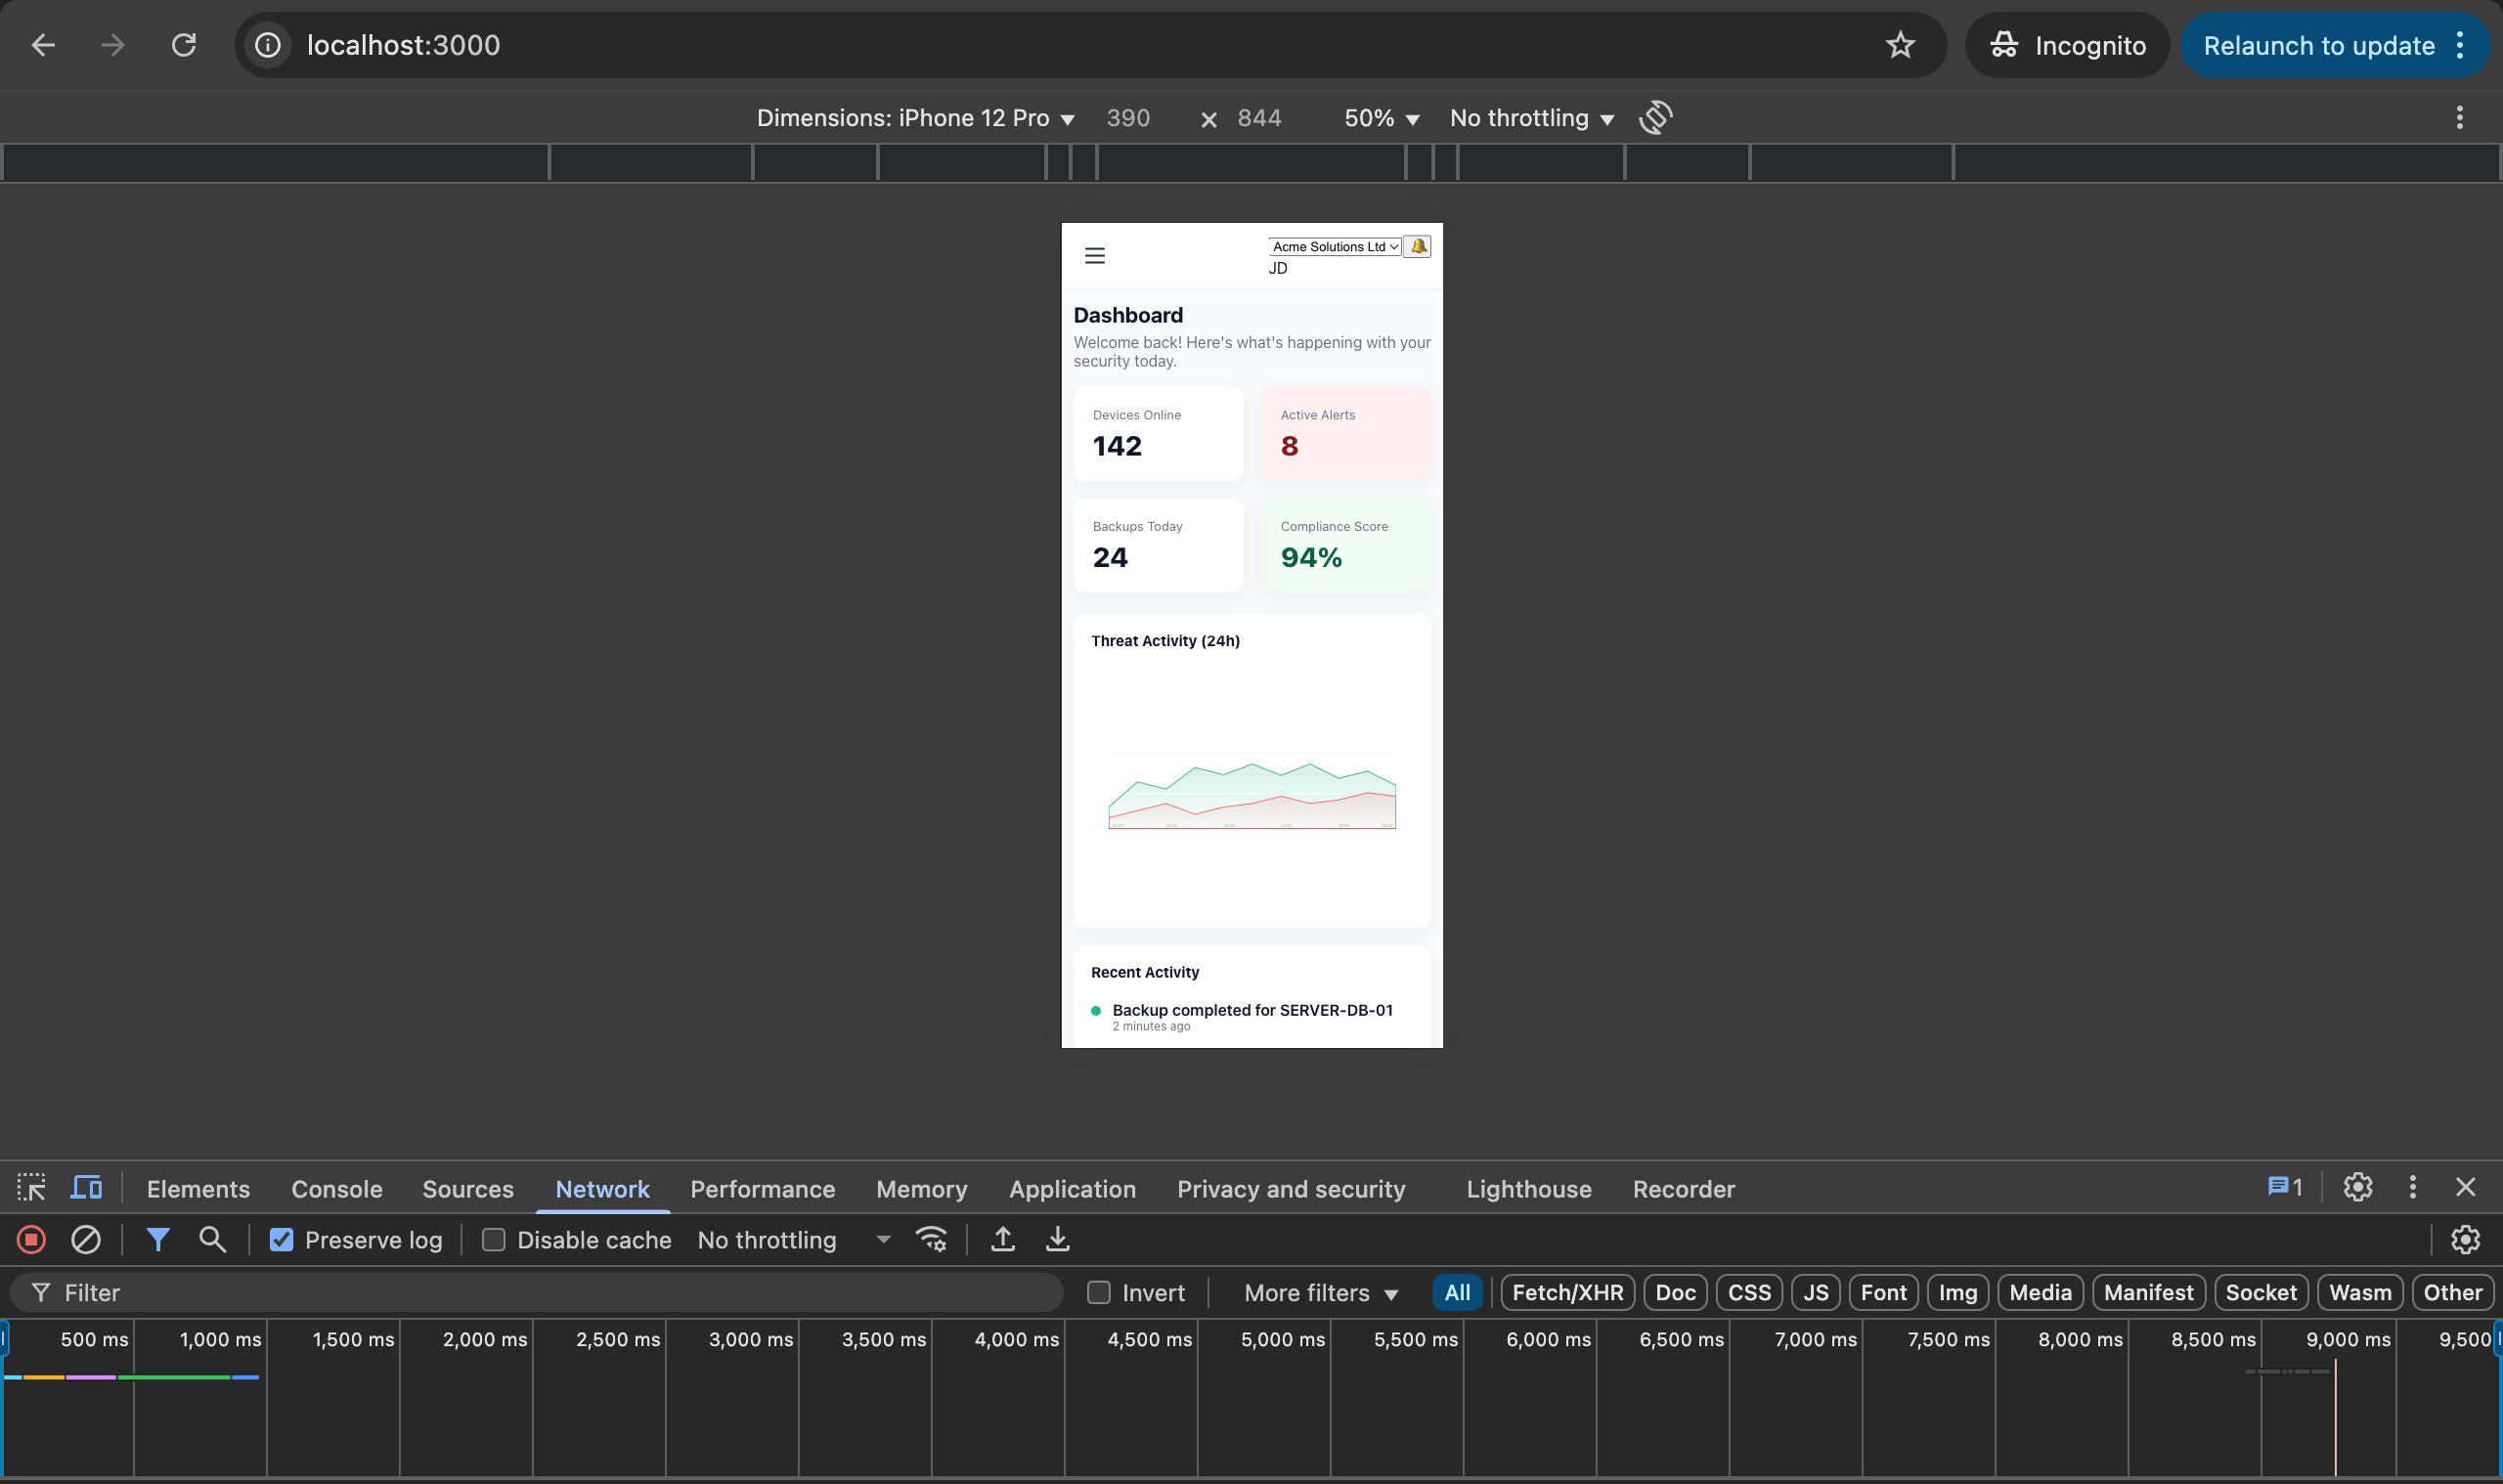 localhost:3000
Incognito
Relaunch to update
Dimensions: iPhone 12 Pro
390
×
844
50%
No throttling
Acme Solutions Ltd
JD
Dashboard
Welcome back! Here's what's happening with your
security today.
Devices Online
142
Active Alerts
8
Backups Today
24
Compliance Score
94%
Threat Activity (24h)
Recent Activity
Backup completed for SERVER-DB-01
2 minutes ago
Elements
Console
Sources
Network
Performance
Memory
Application
Privacy and security
Lighthouse
Recorder
1
Preserve log
Disable cache
No throttling
Filter
Invert
More filters
All
Fetch/XHR
Doc
CSS
JS
Font
Img
Media
Manifest
Socket
Wasm
Other
500 ms
1,000 ms
1,500 ms
2,000 ms
2,500 ms
3,000 ms
3,500 ms
4,000 ms
4,500 ms
5,000 ms
5,500 ms
6,000 ms
6,500 ms
7,000 ms
7,500 ms
8,000 ms
8,500 ms
9,000 ms
9,500